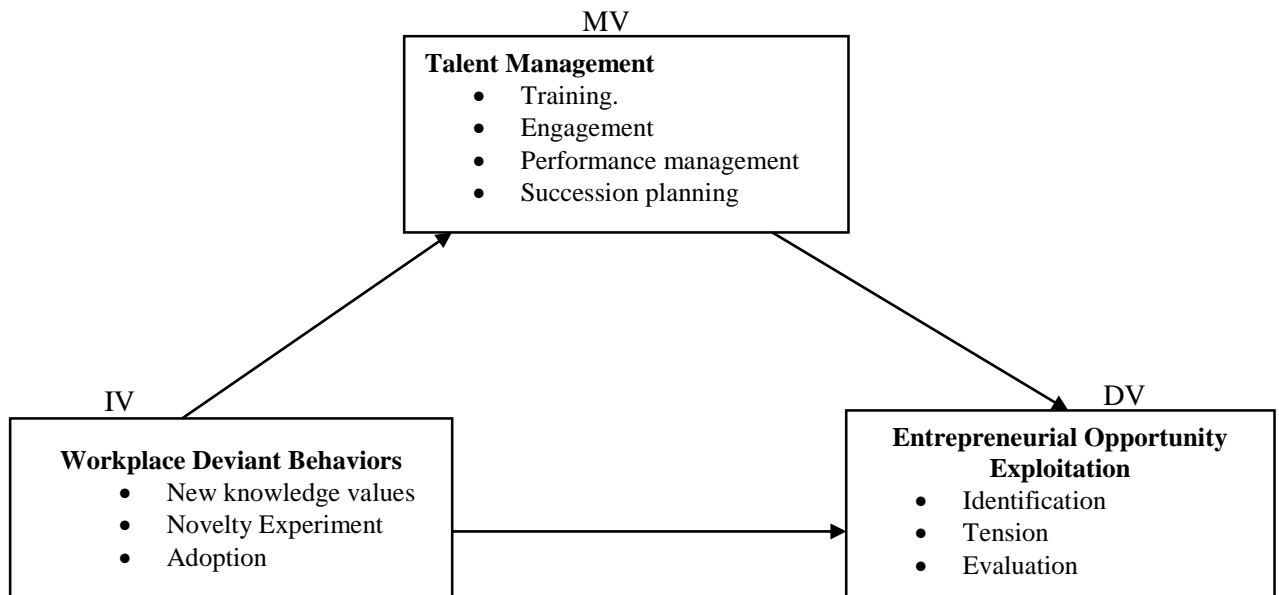 MV
Talent Management
• Training.
• Engagement
• Performance management
• Succession planning
IV
Workplace Deviant Behaviors
• New knowledge values
• Novelty Experiment
• Adoption
DV
Entrepreneurial Opportunity
Exploitation
• Identification
• Tension
• Evaluation